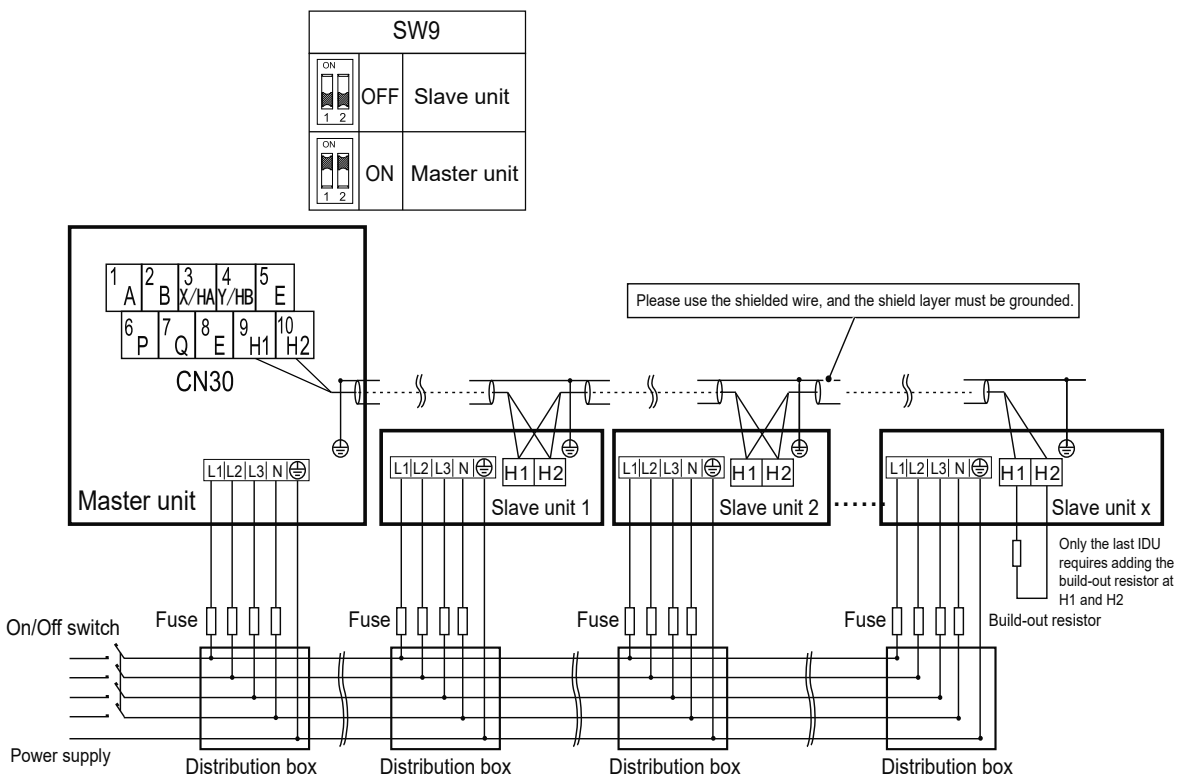 SW9
ON
1 2
OFF
Slave unit
ON
1 2
ON
Master unit
1 A
2 B
3 X/HA
4 Y/HB
5 E
6 P
7 Q
8 E
9 H1
10 H2
CN30
Please use the shielded wire, and the shield layer must be grounded.
L1 L2 L3 N
Master unit
L1 L2 L3 N
H1 H2
Slave unit 1
L1 L2 L3 N
H1 H2
Slave unit 2
L1 L2 L3 N
H1 H2
Slave unit x
Only the last IDU
requires adding the
build-out resistor at
H1 and H2
Build-out resistor
Fuse
Fuse
Fuse
Fuse
On/Off switch
Power supply
Distribution box
Distribution box
Distribution box
Distribution box